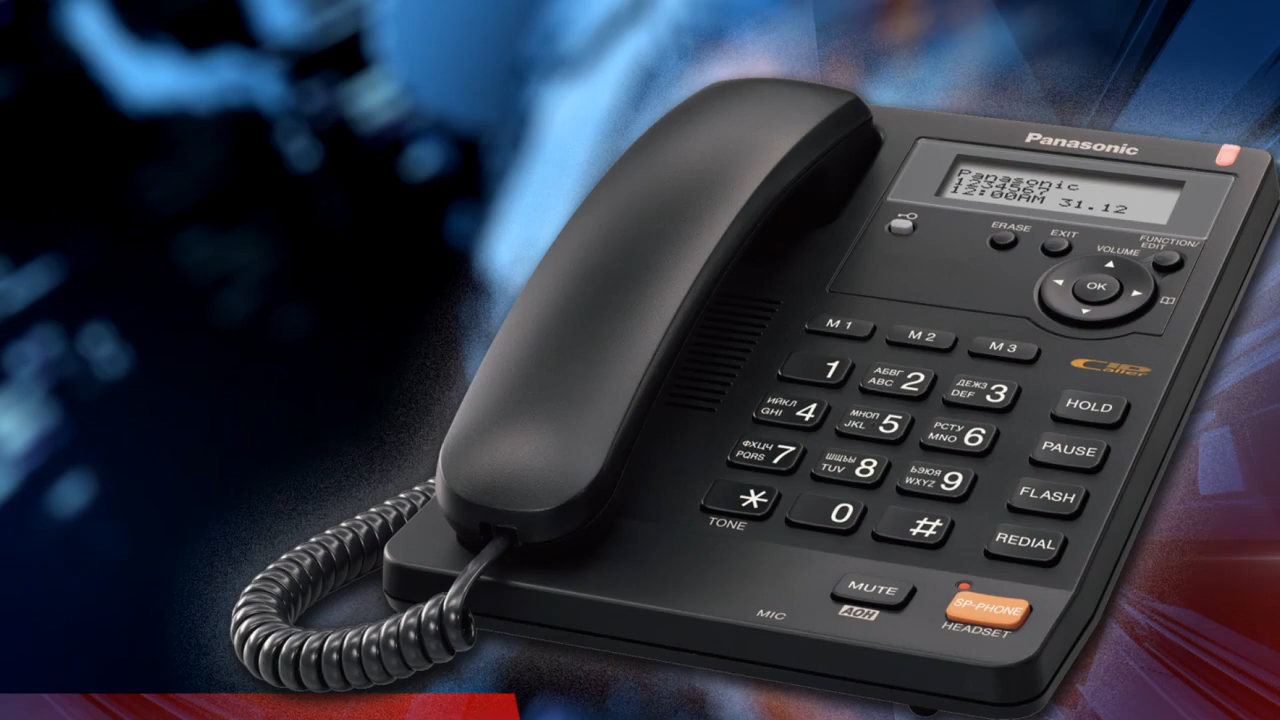 Panasonic
Panasonic
1234567
12:00AM 31.12
ERASE
EXIT
FUNCTION/
EDIT
VOLUME
OK
M 1
M 2
M 3
Caller
1
АБВГ
ABC 2
ДЕЖЗ
DEF 3
HOLD
ИЙКЛ
GHI 4
МНОП
JKL 5
РСТУ
MNO 6
PAUSE
ФХЦЧ
PQRS 7
ШЩЪЫ
TUV 8
ЬЭЮЯ
WXYZ 9
FLASH
*
TONE
0
#
REDIAL
MIC
MUTE
АОН
SP-PHONE
HEADSET